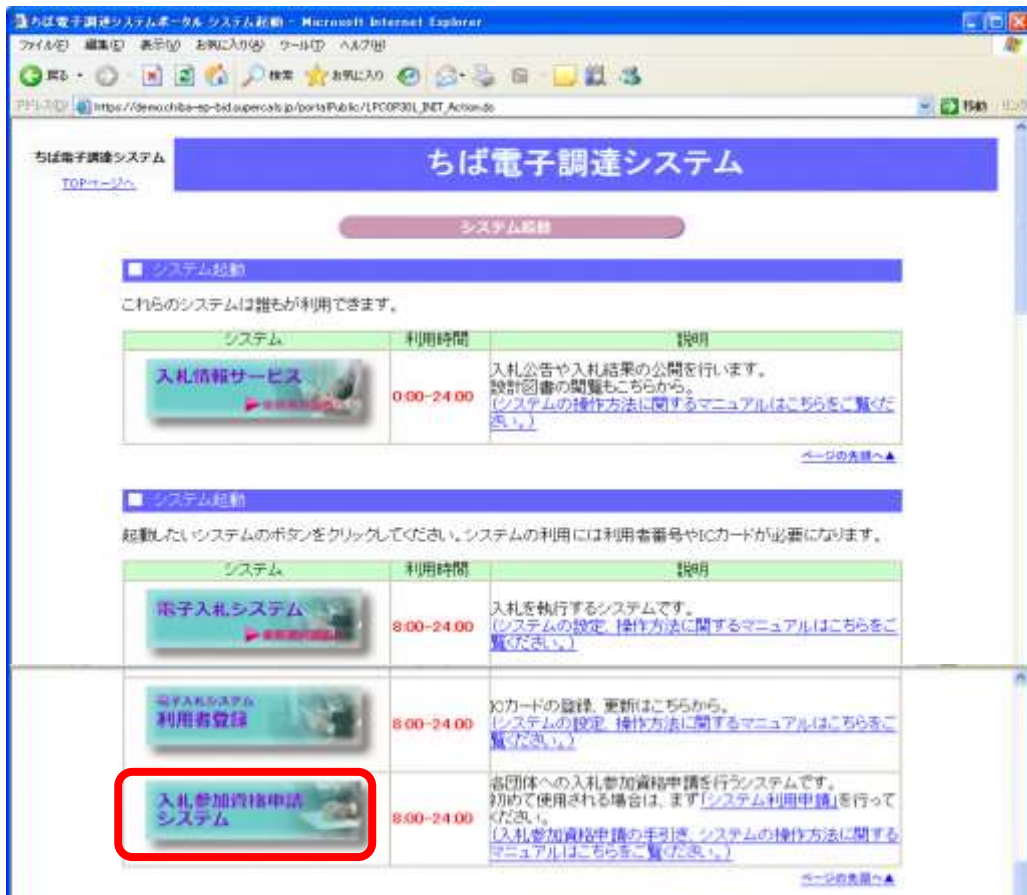 ちば電子調達システムポータル システム起動 - Microsoft Internet Explorer
ファイル(F) 編集(E) 表示(V) お気に入り(A) ツール(T) ヘルプ(H)
戻る 検索 お気に入り
アドレス(D) https://demo.chiba-ep-bid.supercals.jp/portalPublic/LPCOP301_INET_Action.do 移動
ちば電子調達システム
TOPページへ
ちば電子調達システム
システム起動
■ システム起動
これらのシステムは誰もが利用できます。
システム 利用時間 説明
入札情報サービス
0:00-24:00
入札公告や入札結果の公開を行います。
設計図書の閲覧もこちらから。
(システムの操作方法に関するマニュアルはこちらをご覧くだ
さい。)
ページの先頭へ▲
■ システム起動
起動したいシステムのボタンをクリックしてください。システムの利用には利用者番号やICカードが必要になります。
システム 利用時間 説明
電子入札システム
8:00-24:00
入札を執行するシステムです。
(システムの設定、操作方法に関するマニュアルはこちらをご
覧ください。)
電子入札システム
利用者登録
8:00-24:00
ICカードの登録、更新はこちらから。
(システムの設定、操作方法に関するマニュアルはこちらをご
覧ください。)
入札参加資格申請
システム
8:00-24:00
各団体への入札参加資格申請を行うシステムです。
初めて使用される場合は、まず「システム利用申請」を行って
ください。
(入札参加資格申請の手引き、システムの操作方法に関する
マニュアルはこちらをご覧ください。)
ページの先頭へ▲